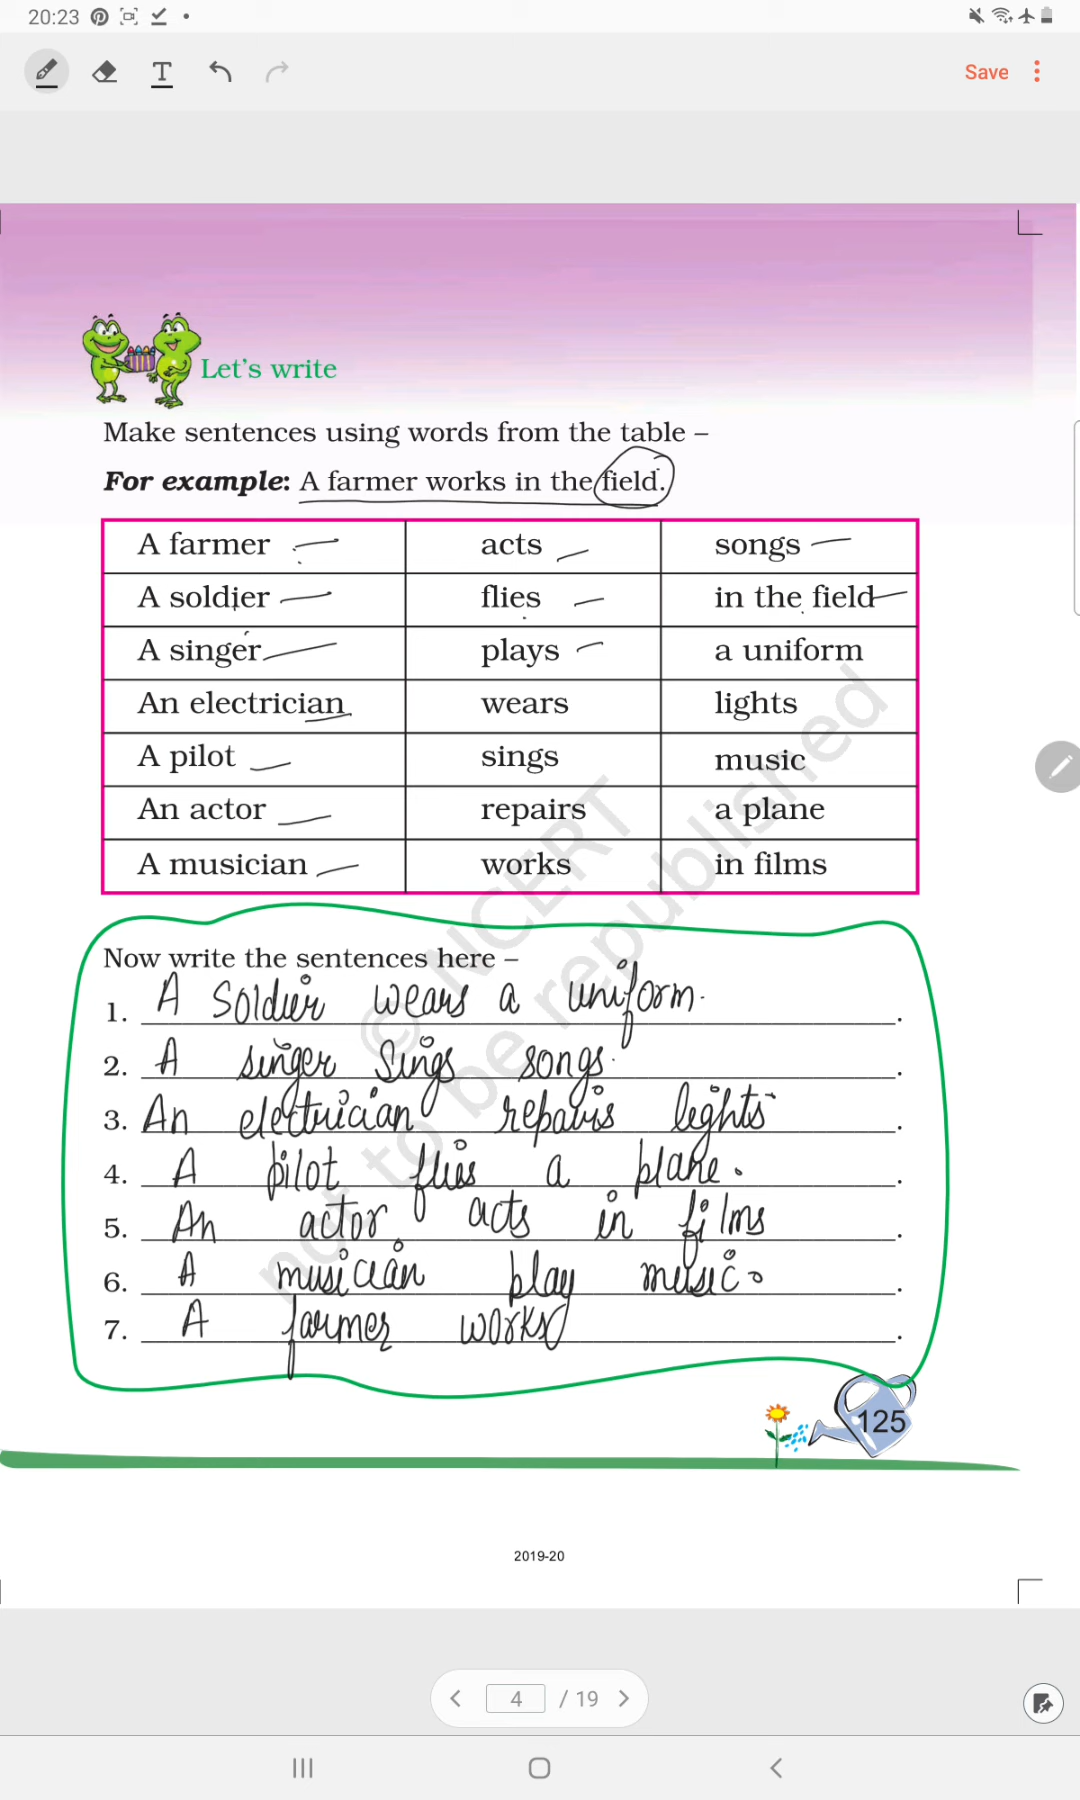 20:23
Save
Let's write
Make sentences using words from the table –
For example: A farmer works in the field.
A farmer acts songs
A soldier flies in the field
A singer plays a uniform
An electrician wears lights
A pilot sings music
An actor repairs a plane
A musician works in films
Now write the sentences here –
1. A Soldier wears a uniform.
2. A singer Sings songs.
3. An electrician repairs lights.
4. A pilot flies a plane.
5. An actor acts in films.
6. A musician play music.
7. A farmer works.
© NCERT
not to be republished
125
2019-20
4 / 19